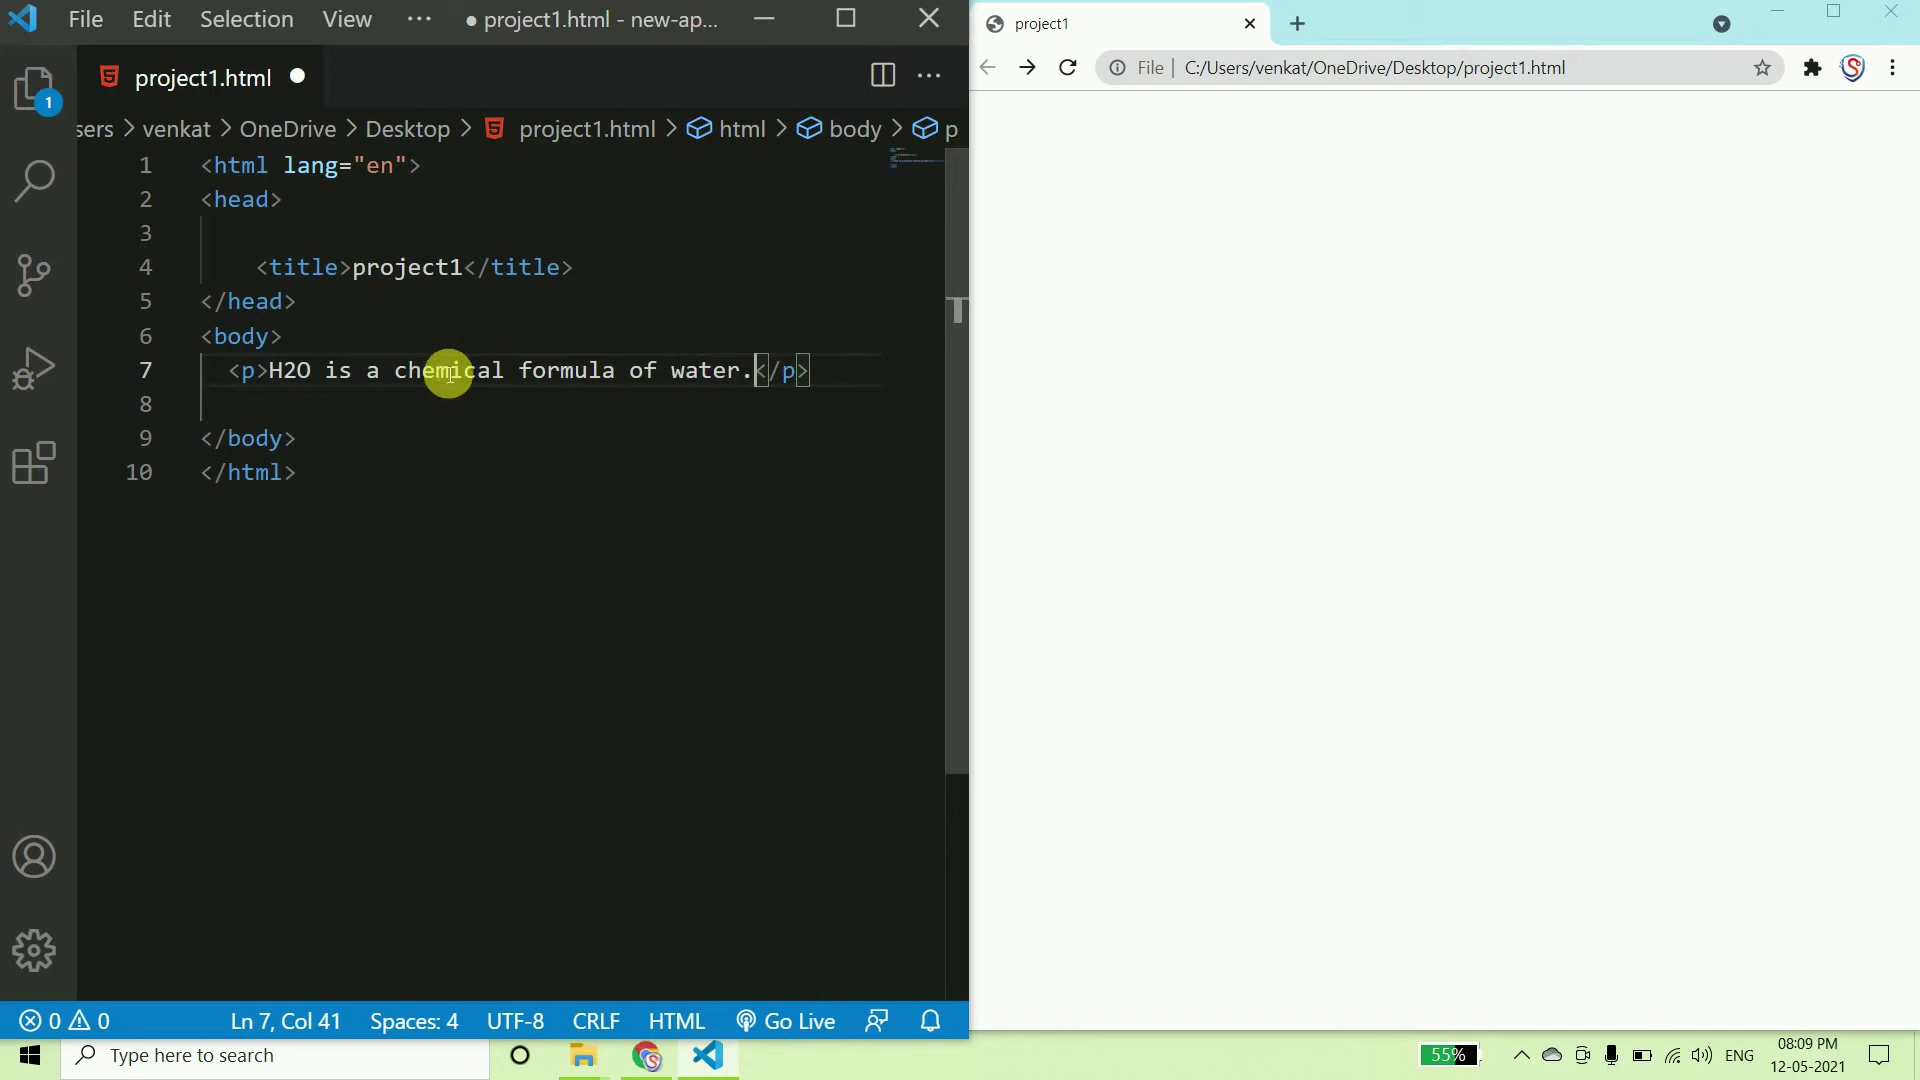 File Edit Selection View ··· ● project1.html - new-ap...
project1.html
sers > venkat > OneDrive > Desktop > project1.html > html > body > p
1 <html lang="en">
2 <head>
3
4 <title>project1</title>
5 </head>
6 <body>
7 <p>H2O is a chemical formula of water.</p>
8
9 </body>
10 </html>
1
0 0 Ln 7, Col 41 Spaces: 4 UTF-8 CRLF HTML Go Live
project1
File | C:/Users/venkat/OneDrive/Desktop/project1.html
Type here to search
55% ENG 08:09 PM
12-05-2021